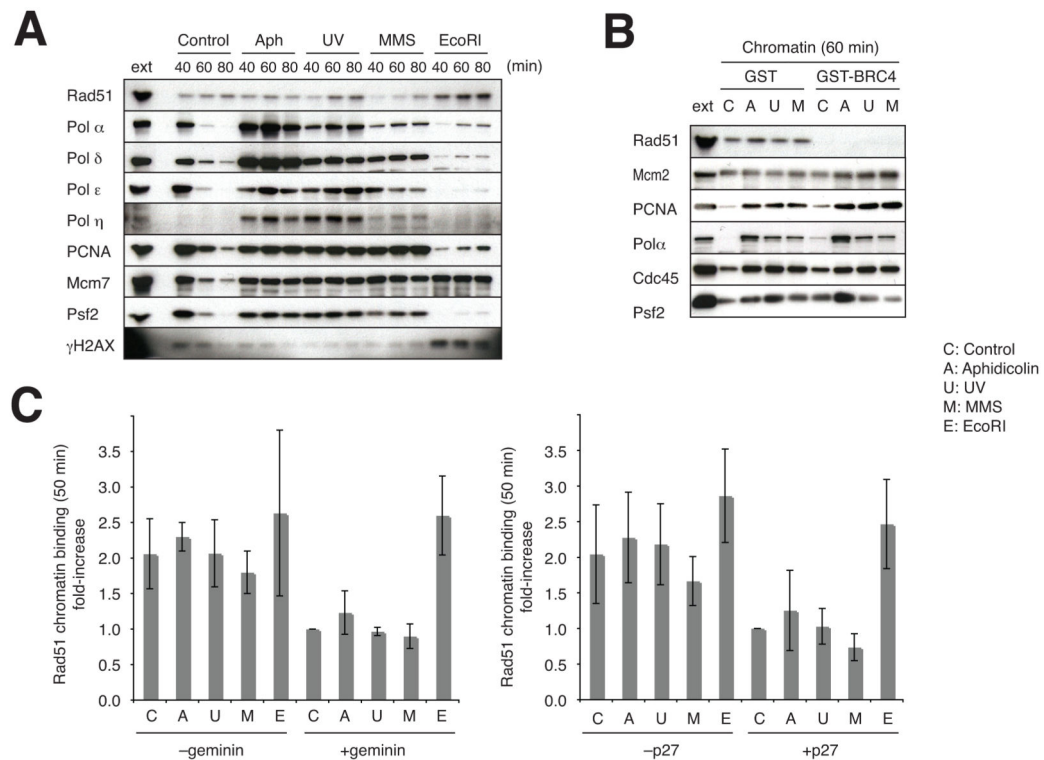 A
Control Aph UV MMS EcoRI
ext 40 60 80 40 60 80 40 60 80 40 60 80 40 60 80 (min)
Rad51
Pol α
Pol δ
Pol ε
Pol η
PCNA
Mcm7
Psf2
γH2AX
B
Chromatin (60 min)
GST GST-BRC4
ext C A U M C A U M
Rad51
Mcm2
PCNA
Polα
Cdc45
Psf2
C: Control
A: Aphidicolin
U: UV
M: MMS
E: EcoRI
C
Rad51 chromatin binding (50 min)
fold-increase
3.5
3.0
2.5
2.0
1.5
1.0
0.5
0.0
C A U M E C A U M E
–geminin +geminin
Rad51 chromatin binding (50 min)
fold-increase
3.5
3.0
2.5
2.0
1.5
1.0
0.5
0.0
C A U M E C A U M E
–p27 +p27